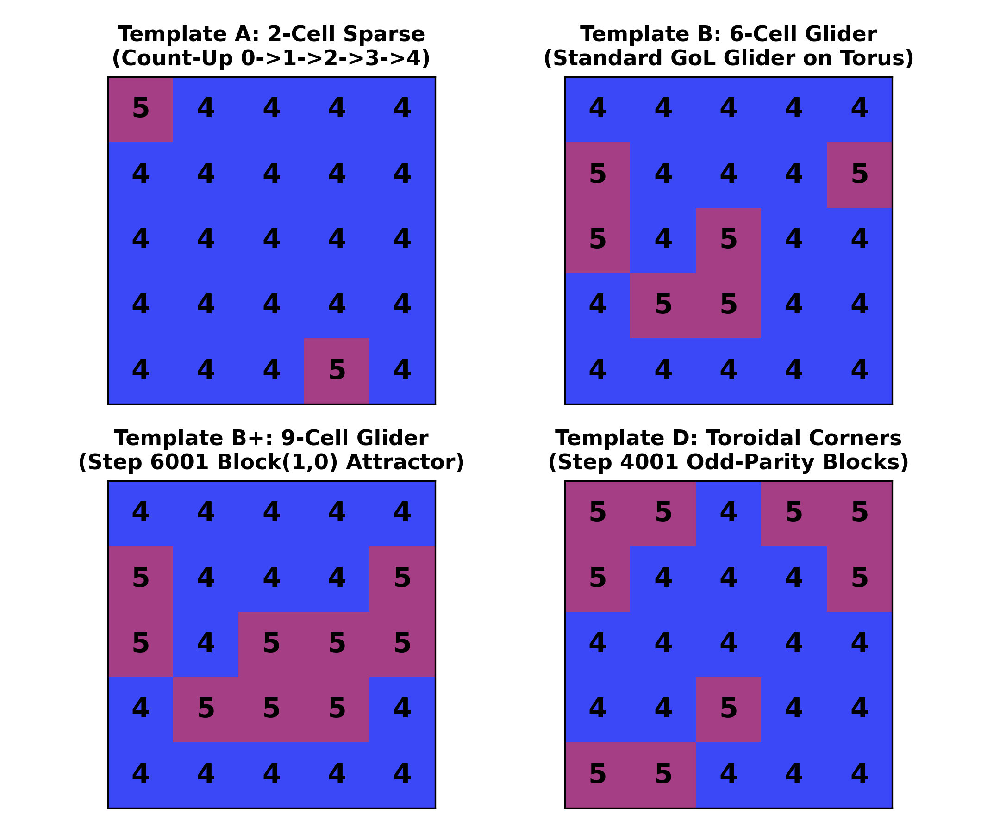 Template A: 2-Cell Sparse
(Count-Up 0->1->2->3->4)
5 4 4 4 4
4 4 4 4 4
4 4 4 4 4
4 4 4 4 4
4 4 4 5 4
Template B: 6-Cell Glider
(Standard GoL Glider on Torus)
4 4 4 4 4
5 4 4 4 5
5 4 5 4 4
4 5 5 4 4
4 4 4 4 4
Template B+: 9-Cell Glider
(Step 6001 Block(1,0) Attractor)
4 4 4 4 4
5 4 4 4 5
5 4 5 5 5
4 5 5 5 4
4 4 4 4 4
Template D: Toroidal Corners
(Step 4001 Odd-Parity Blocks)
5 5 4 5 5
5 4 4 4 5
4 4 4 4 4
4 4 5 4 4
5 5 4 4 4